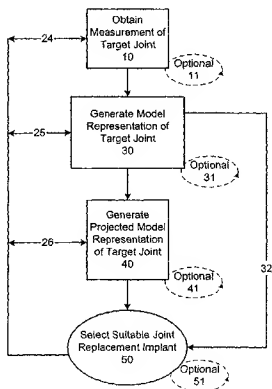 24
Obtain
Measurement of
Target Joint
10
Optional
11
25
Generate Model
Representation of
Target Joint
30
Optional
31
26
Generate
Projected Model
Representation
of Target Joint
40
Optional
41
32
Select Suitable Joint
Replacement Implant
50
Optional
51